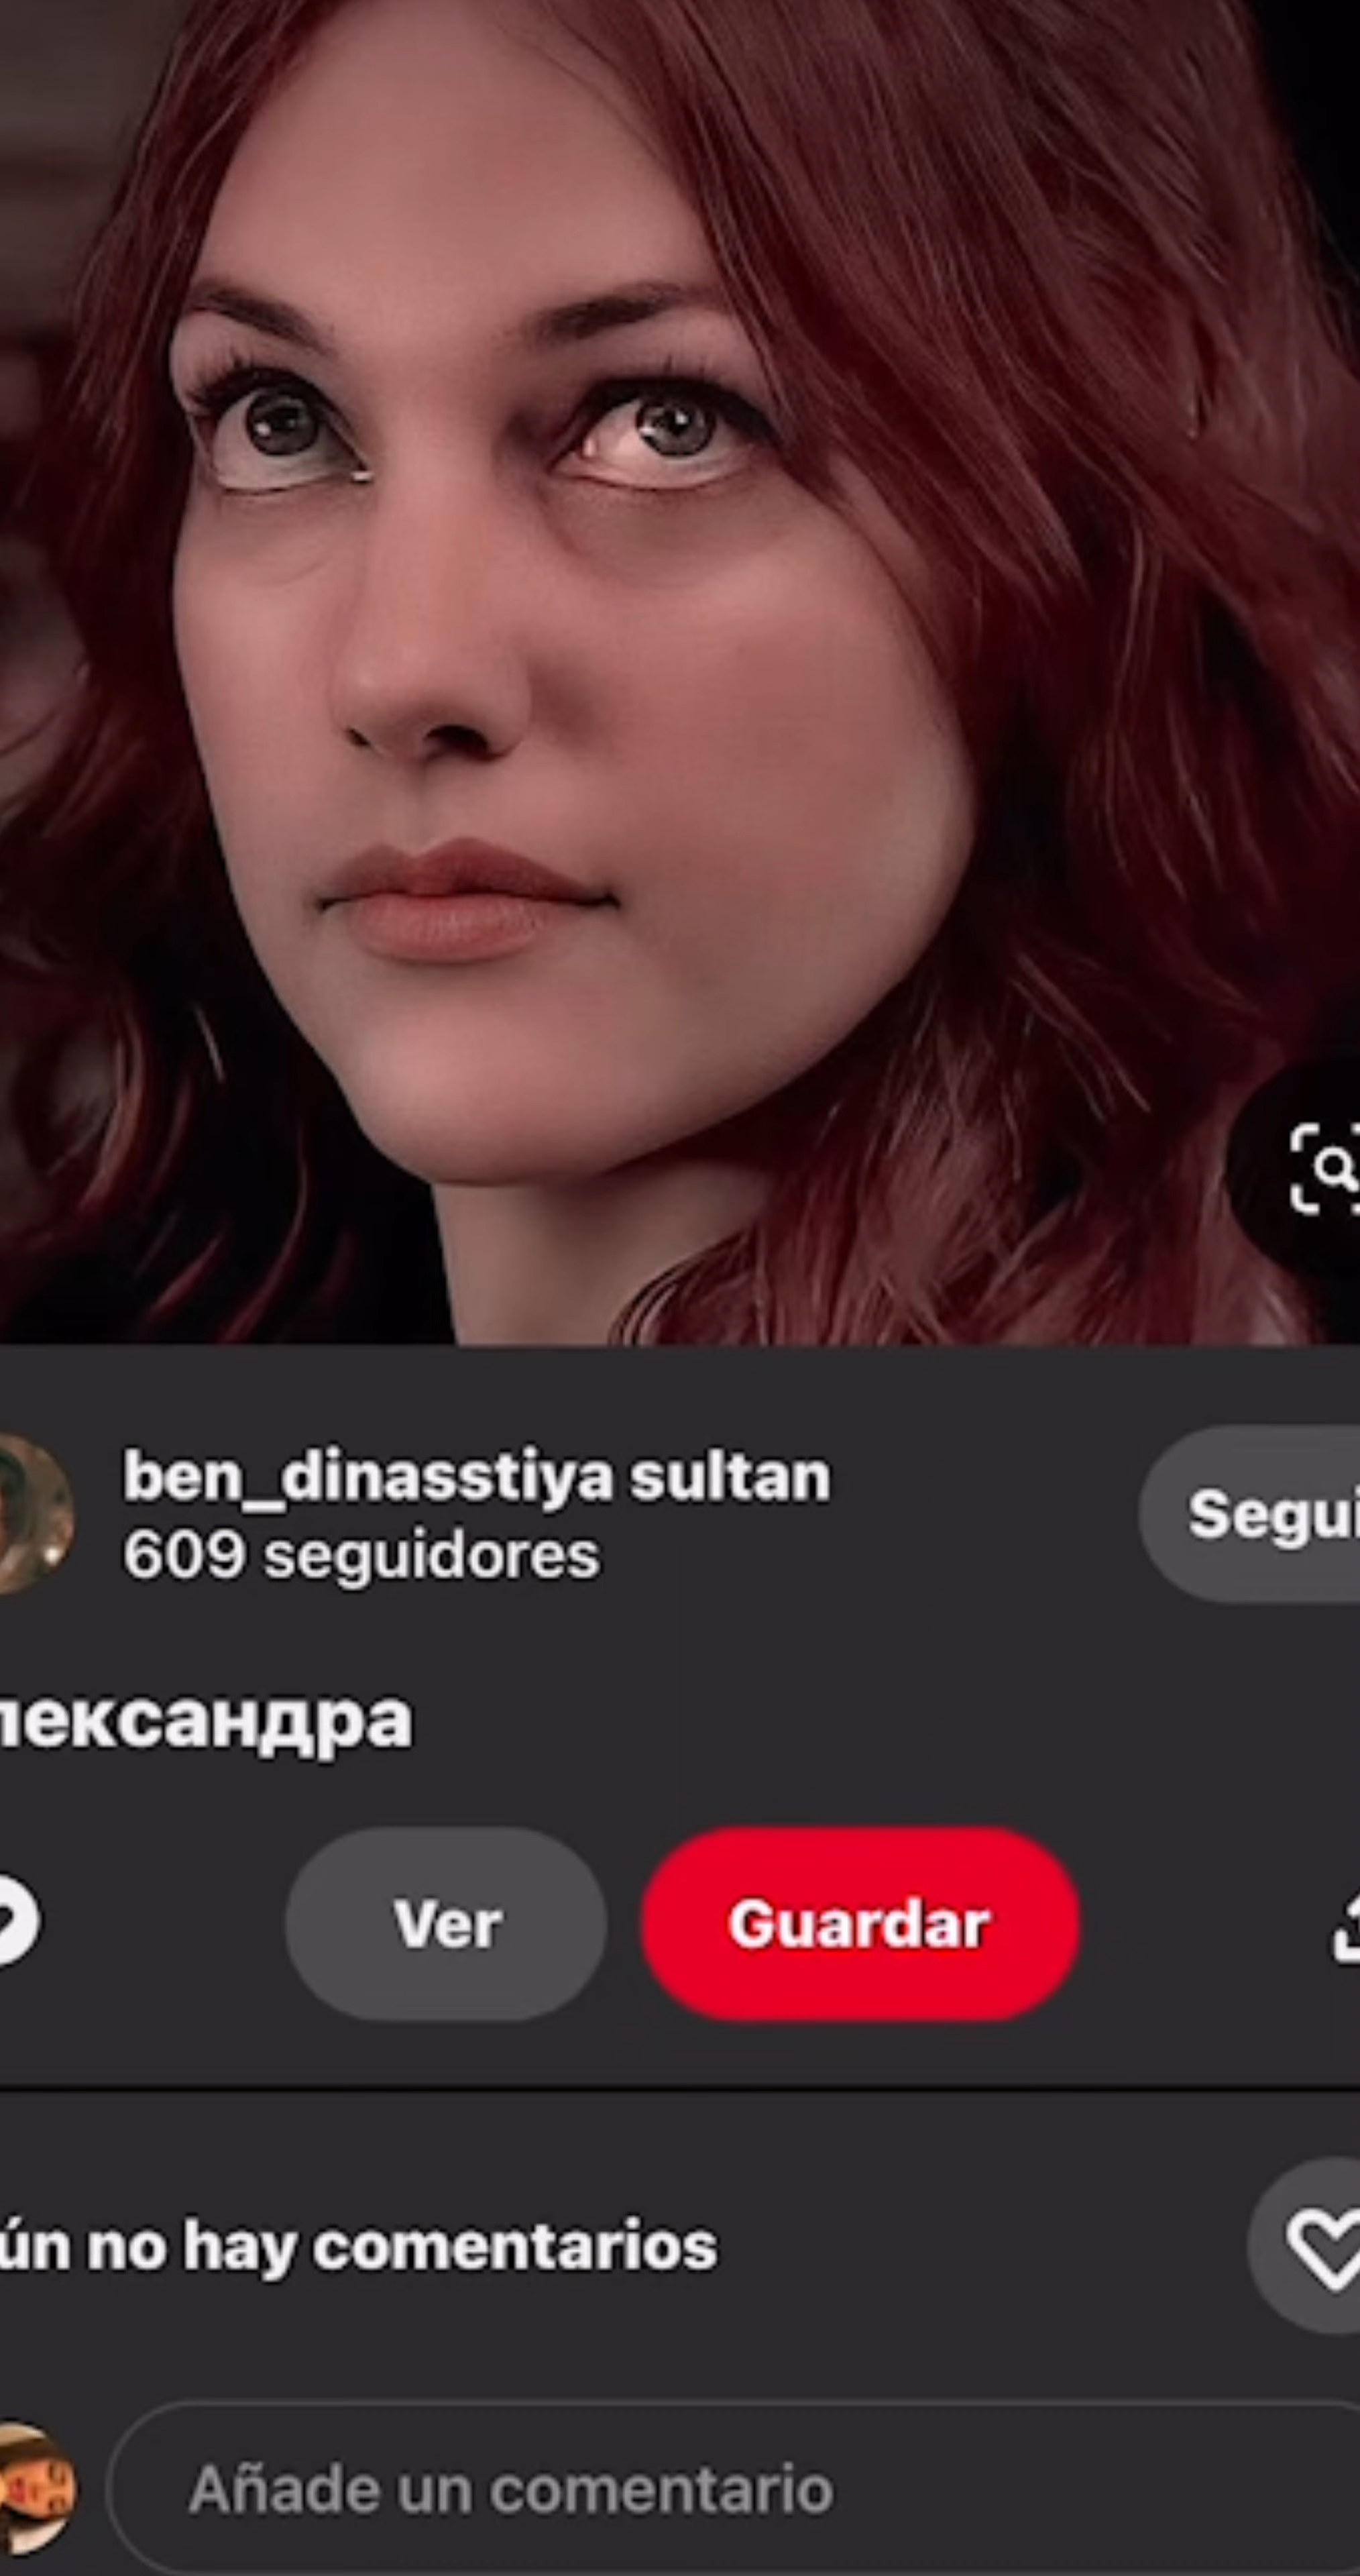 ben_dinasstiya sultan
609 seguidores
Segui
лександра
Ver
Guardar
ún no hay comentarios
Añade un comentario